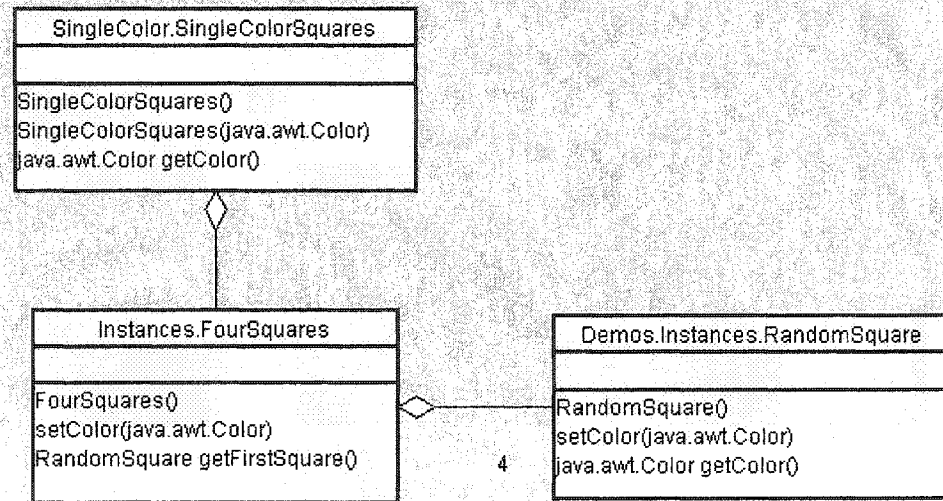 SingleColor.SingleColorSquares
SingleColorSquares()
SingleColorSquares(java.awt.Color)
java.awt.Color getColor()
Instances.FourSquares
FourSquares()
setColor(java.awt.Color)
RandomSquare getFirstSquare()
4
Demos.Instances.RandomSquare
RandomSquare()
setColor(java.awt.Color)
java.awt.Color getColor()